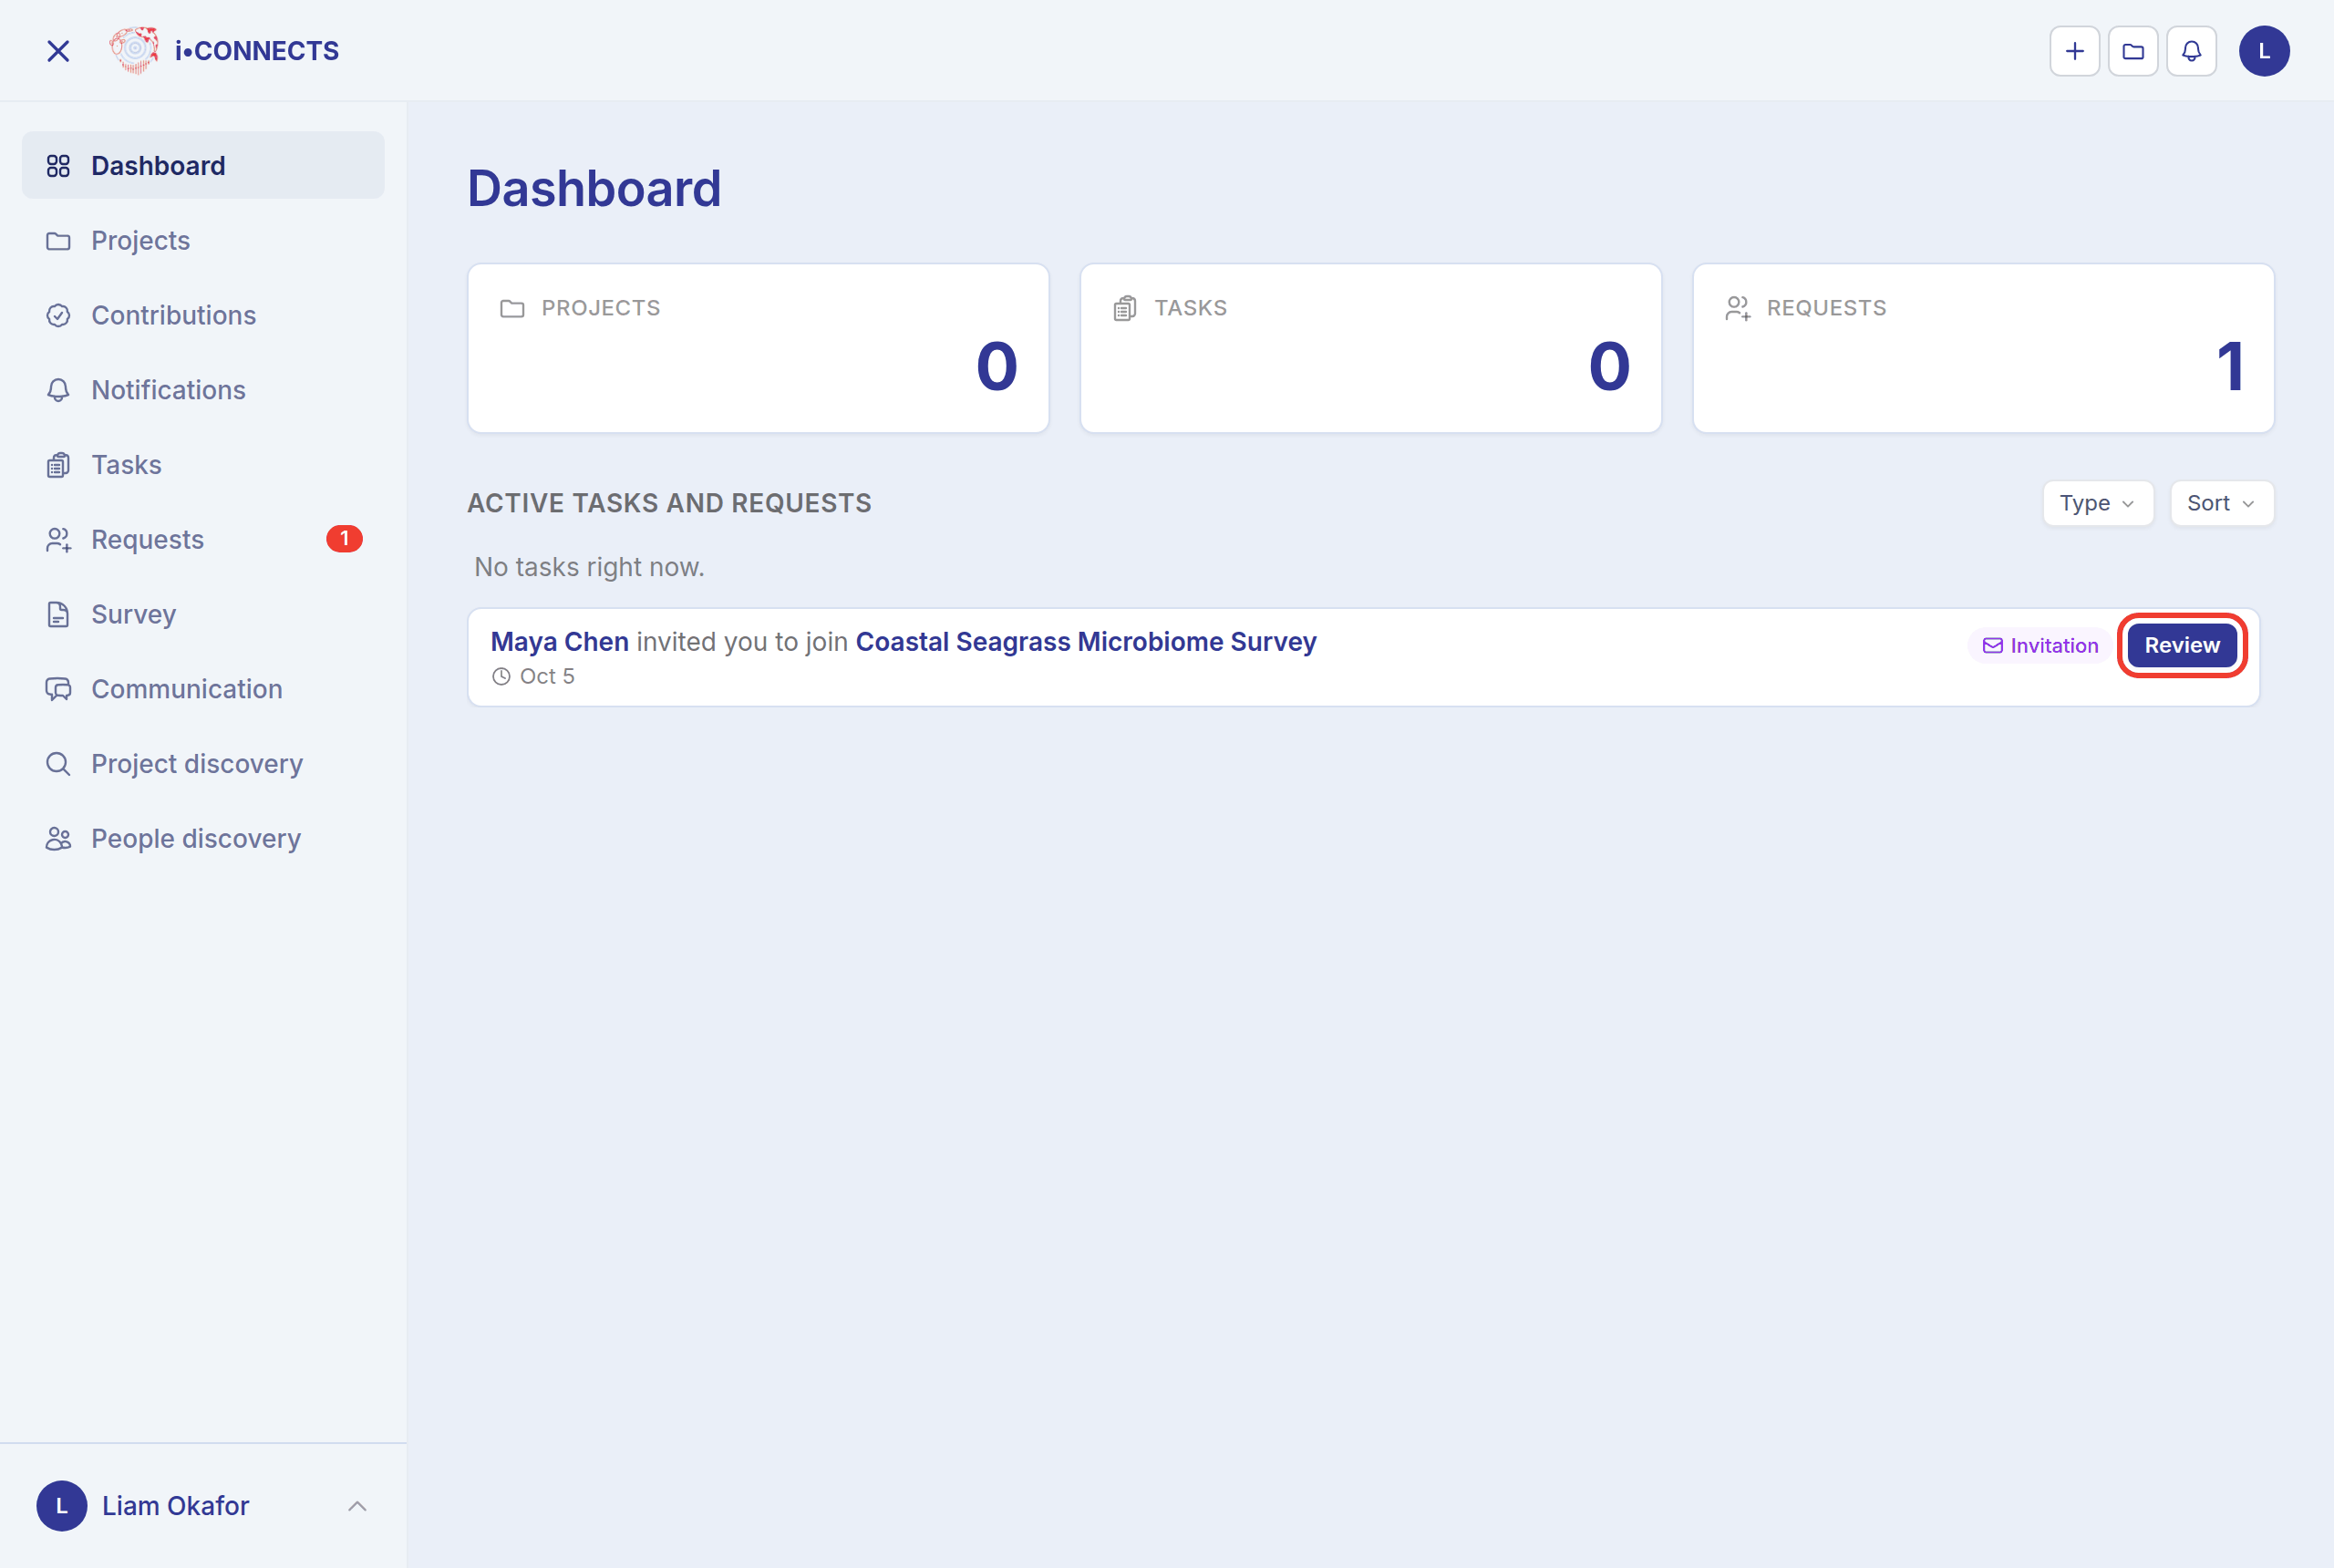 i•CONNECTS
L
Dashboard
Projects
Contributions
Notifications
Tasks
Requests 1
Survey
Communication
Project discovery
People discovery
L Liam Okafor
Dashboard
PROJECTS
0
TASKS
0
REQUESTS
1
ACTIVE TASKS AND REQUESTS
Type
Sort
No tasks right now.
Maya Chen invited you to join Coastal Seagrass Microbiome Survey
Oct 5
Invitation
Review